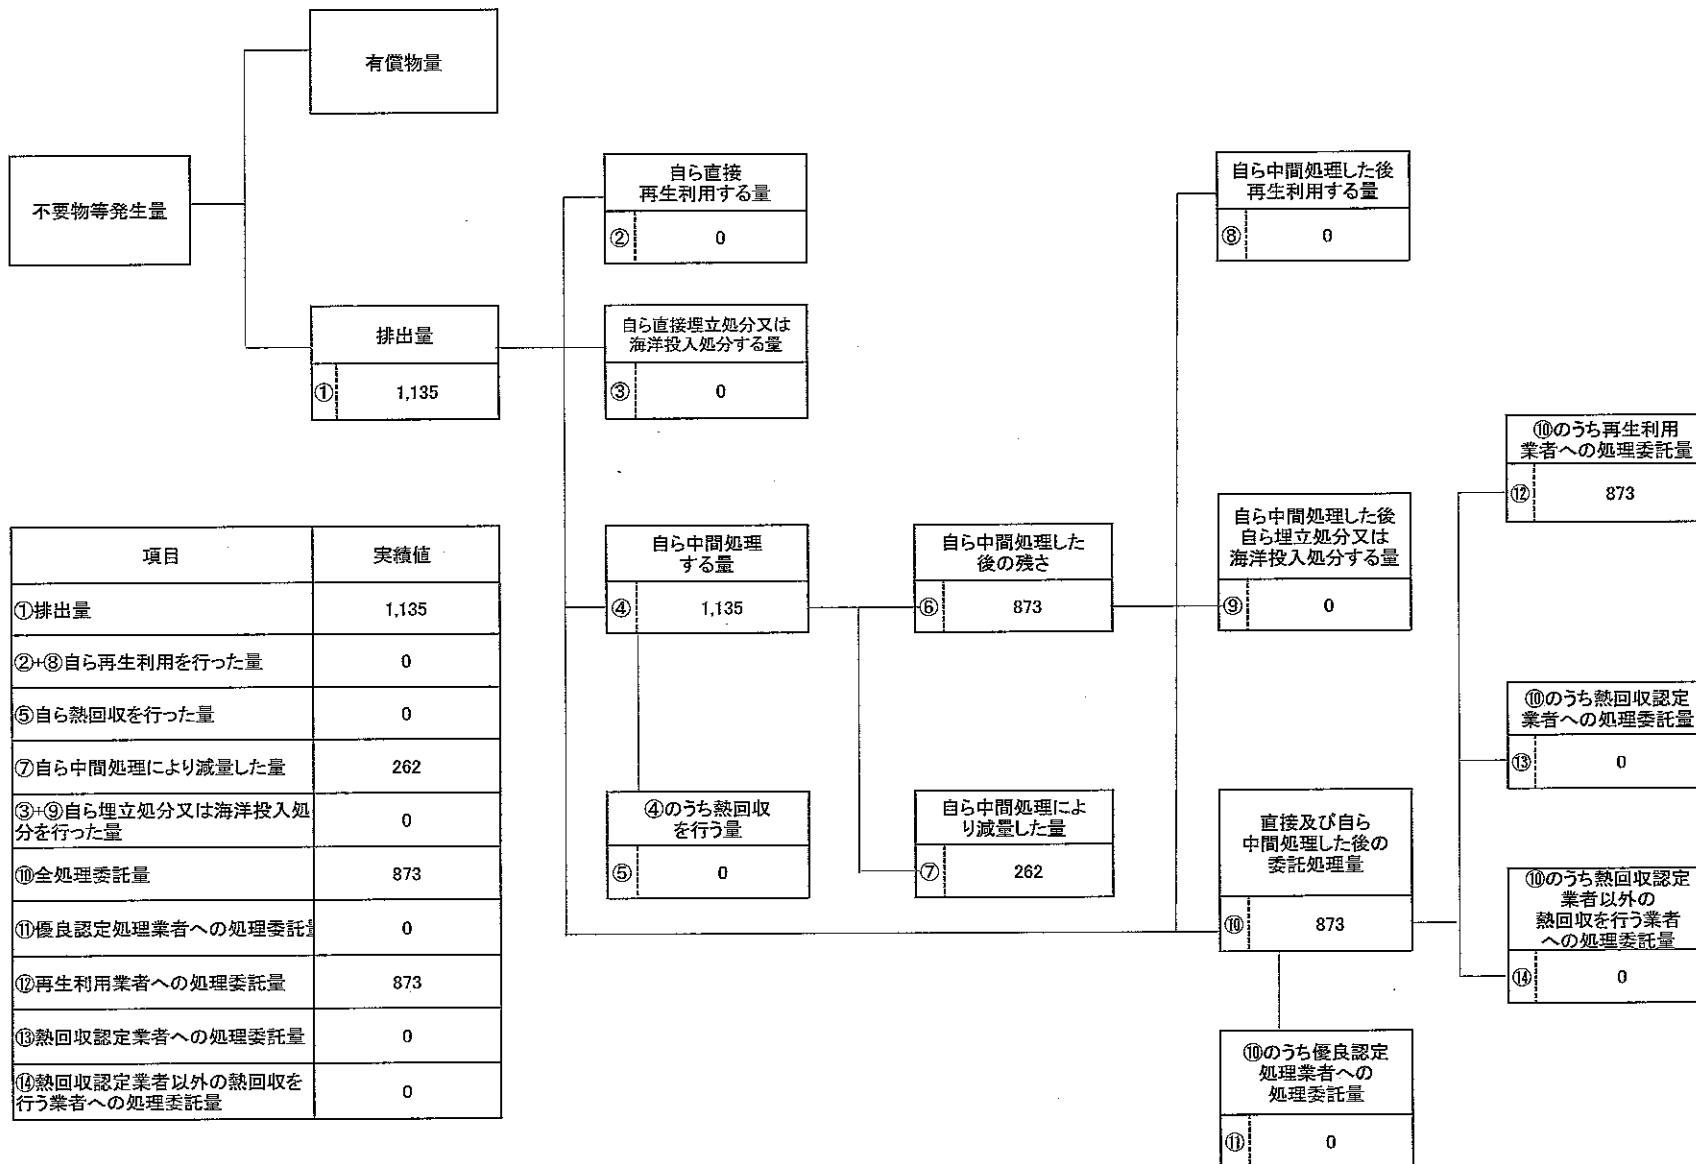 有償物量
不要物等発生量
排出量
① 1,135
自ら直接
再生利用する量
② 0
自ら直接埋立処分又は
海洋投入処分する量
③ 0
自ら中間処理
する量
④ 1,135
④のうち熱回収
を行う量
⑤ 0
自ら中間処理した
後の残さ
⑥ 873
自ら中間処理によ
り減量した量
⑦ 262
自ら中間処理した後
再生利用する量
⑧ 0
自ら中間処理した後
自ら埋立処分又は
海洋投入処分する量
⑨ 0
直接及び自ら
中間処理した後の
委託処理量
⑩ 873
⑩のうち優良認定
処理業者への
処理委託量
⑪ 0
⑩のうち再生利用
業者への処理委託量
⑫ 873
⑩のうち熱回収認定
業者への処理委託量
⑬ 0
⑩のうち熱回収認定
業者以外の
熱回収を行う業者
への処理委託量
⑭ 0
項目 実績値
①排出量 1,135
②+⑧自ら再生利用を行った量 0
⑤自ら熱回収を行った量 0
⑦自ら中間処理により減量した量 262
③+⑨自ら埋立処分又は海洋投入処
分を行った量 0
⑩全処理委託量 873
⑪優良認定処理業者への処理委託 0
⑫再生利用業者への処理委託量 873
⑬熱回収認定業者への処理委託量 0
⑭熱回収認定業者以外の熱回収を
行う業者への処理委託量 0